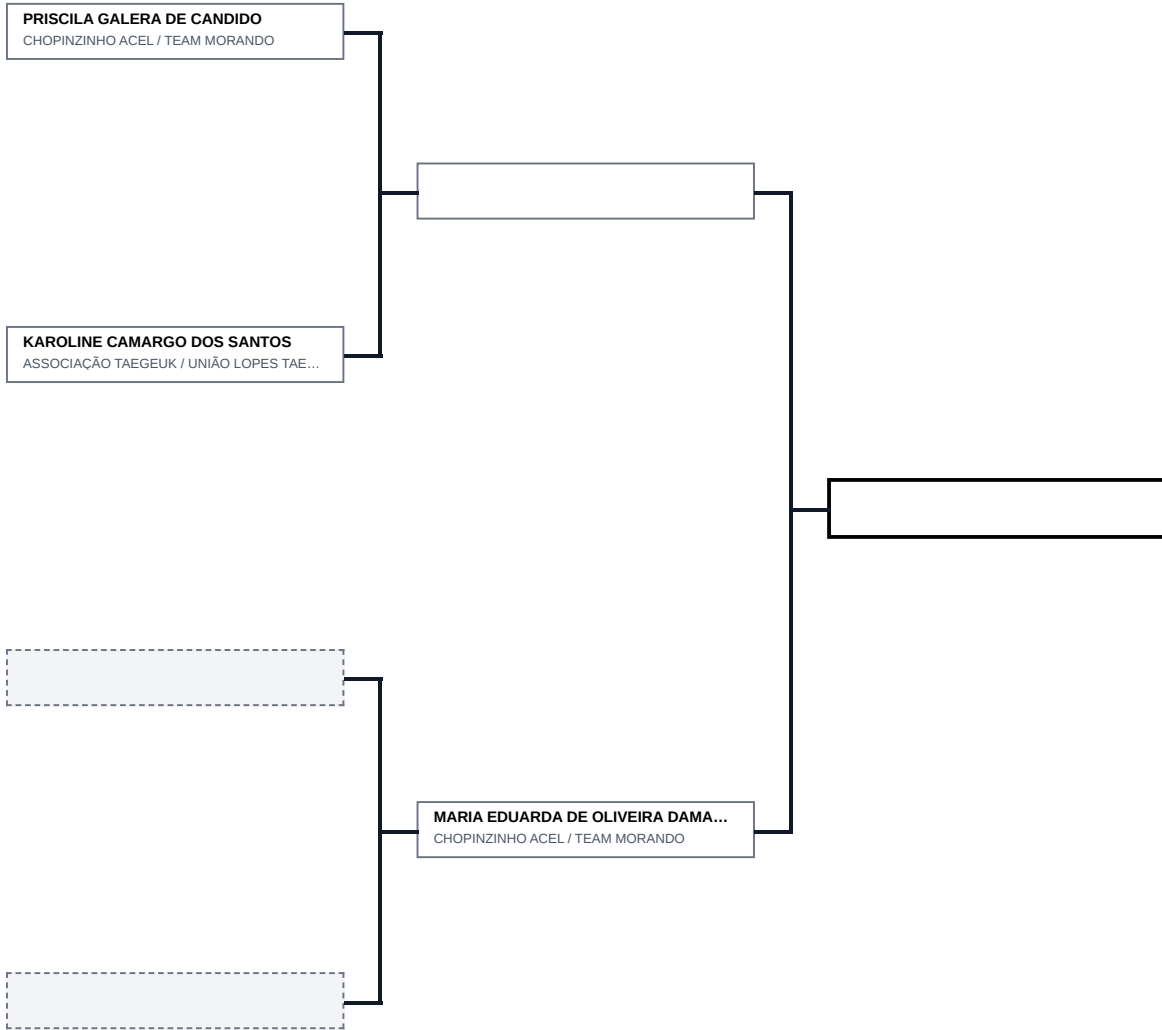 PRISCILA GALERA DE CANDIDO
CHOPINZINHO ACEL / TEAM MORANDO
KAROLINE CAMARGO DOS SANTOS
ASSOCIAÇÃO TAEGEUK / UNIÃO LOPES TAE...
MARIA EDUARDA DE OLIVEIRA DAMA...
CHOPINZINHO ACEL / TEAM MORANDO